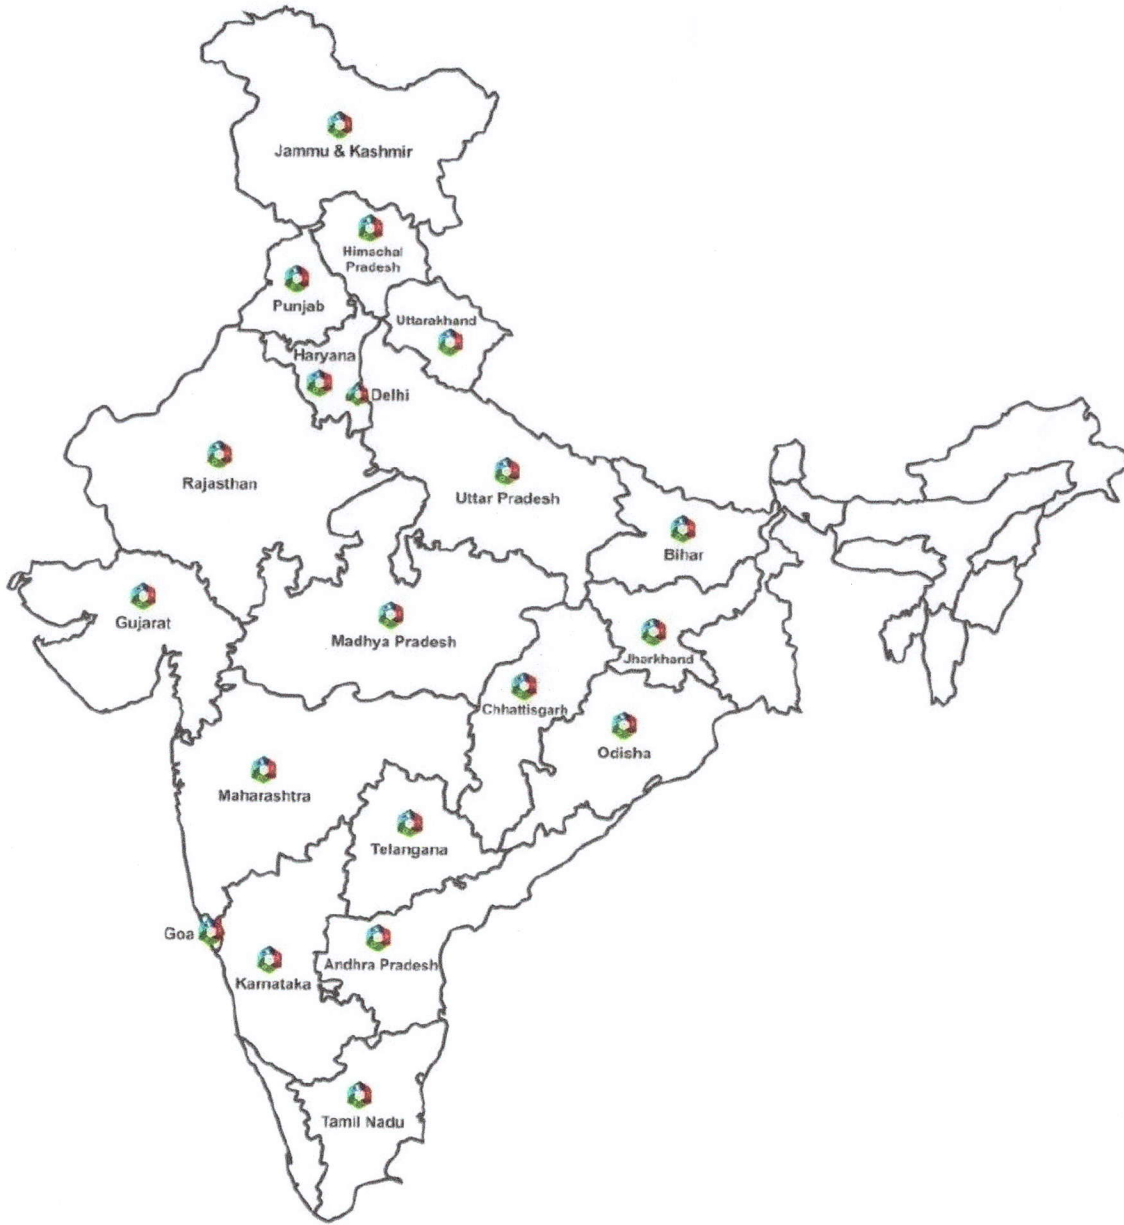 Jammu & Kashmir
Himachal
Pradesh
Punjab
Uttarakhand
Haryana
Delhi
Rajasthan
Uttar Pradesh
Bihar
Gujarat
Madhya Pradesh
Jharkhand
Chhattisgarh
Odisha
Maharashtra
Telangana
Goa
Andhra Pradesh
Karnataka
Tamil Nadu